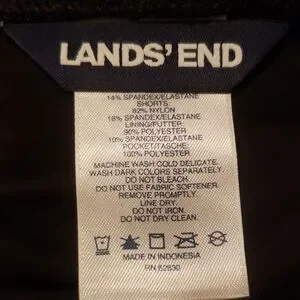 LANDS' END
14% SPANDEX/ELASTANE
SHORTS:
82% NYLON
18% SPANDEX/ELASTANE
LINING/FUTTER:
90% POLYESTER
10% SPANDEX/ELASTANE
POCKET/TASCHE:
100% POLYESTER
MACHINE WASH COLD DELICATE.
WASH DARK COLORS SEPARATELY
DO NOT BLEACH.
DO NOT USE FABRIC SOFTENER.
REMOVE PROMPTLY.
LINE DRY.
DO NOT IRON.
DO NOT DRY CLEAN.
MADE IN INDONESIA
RN 62830